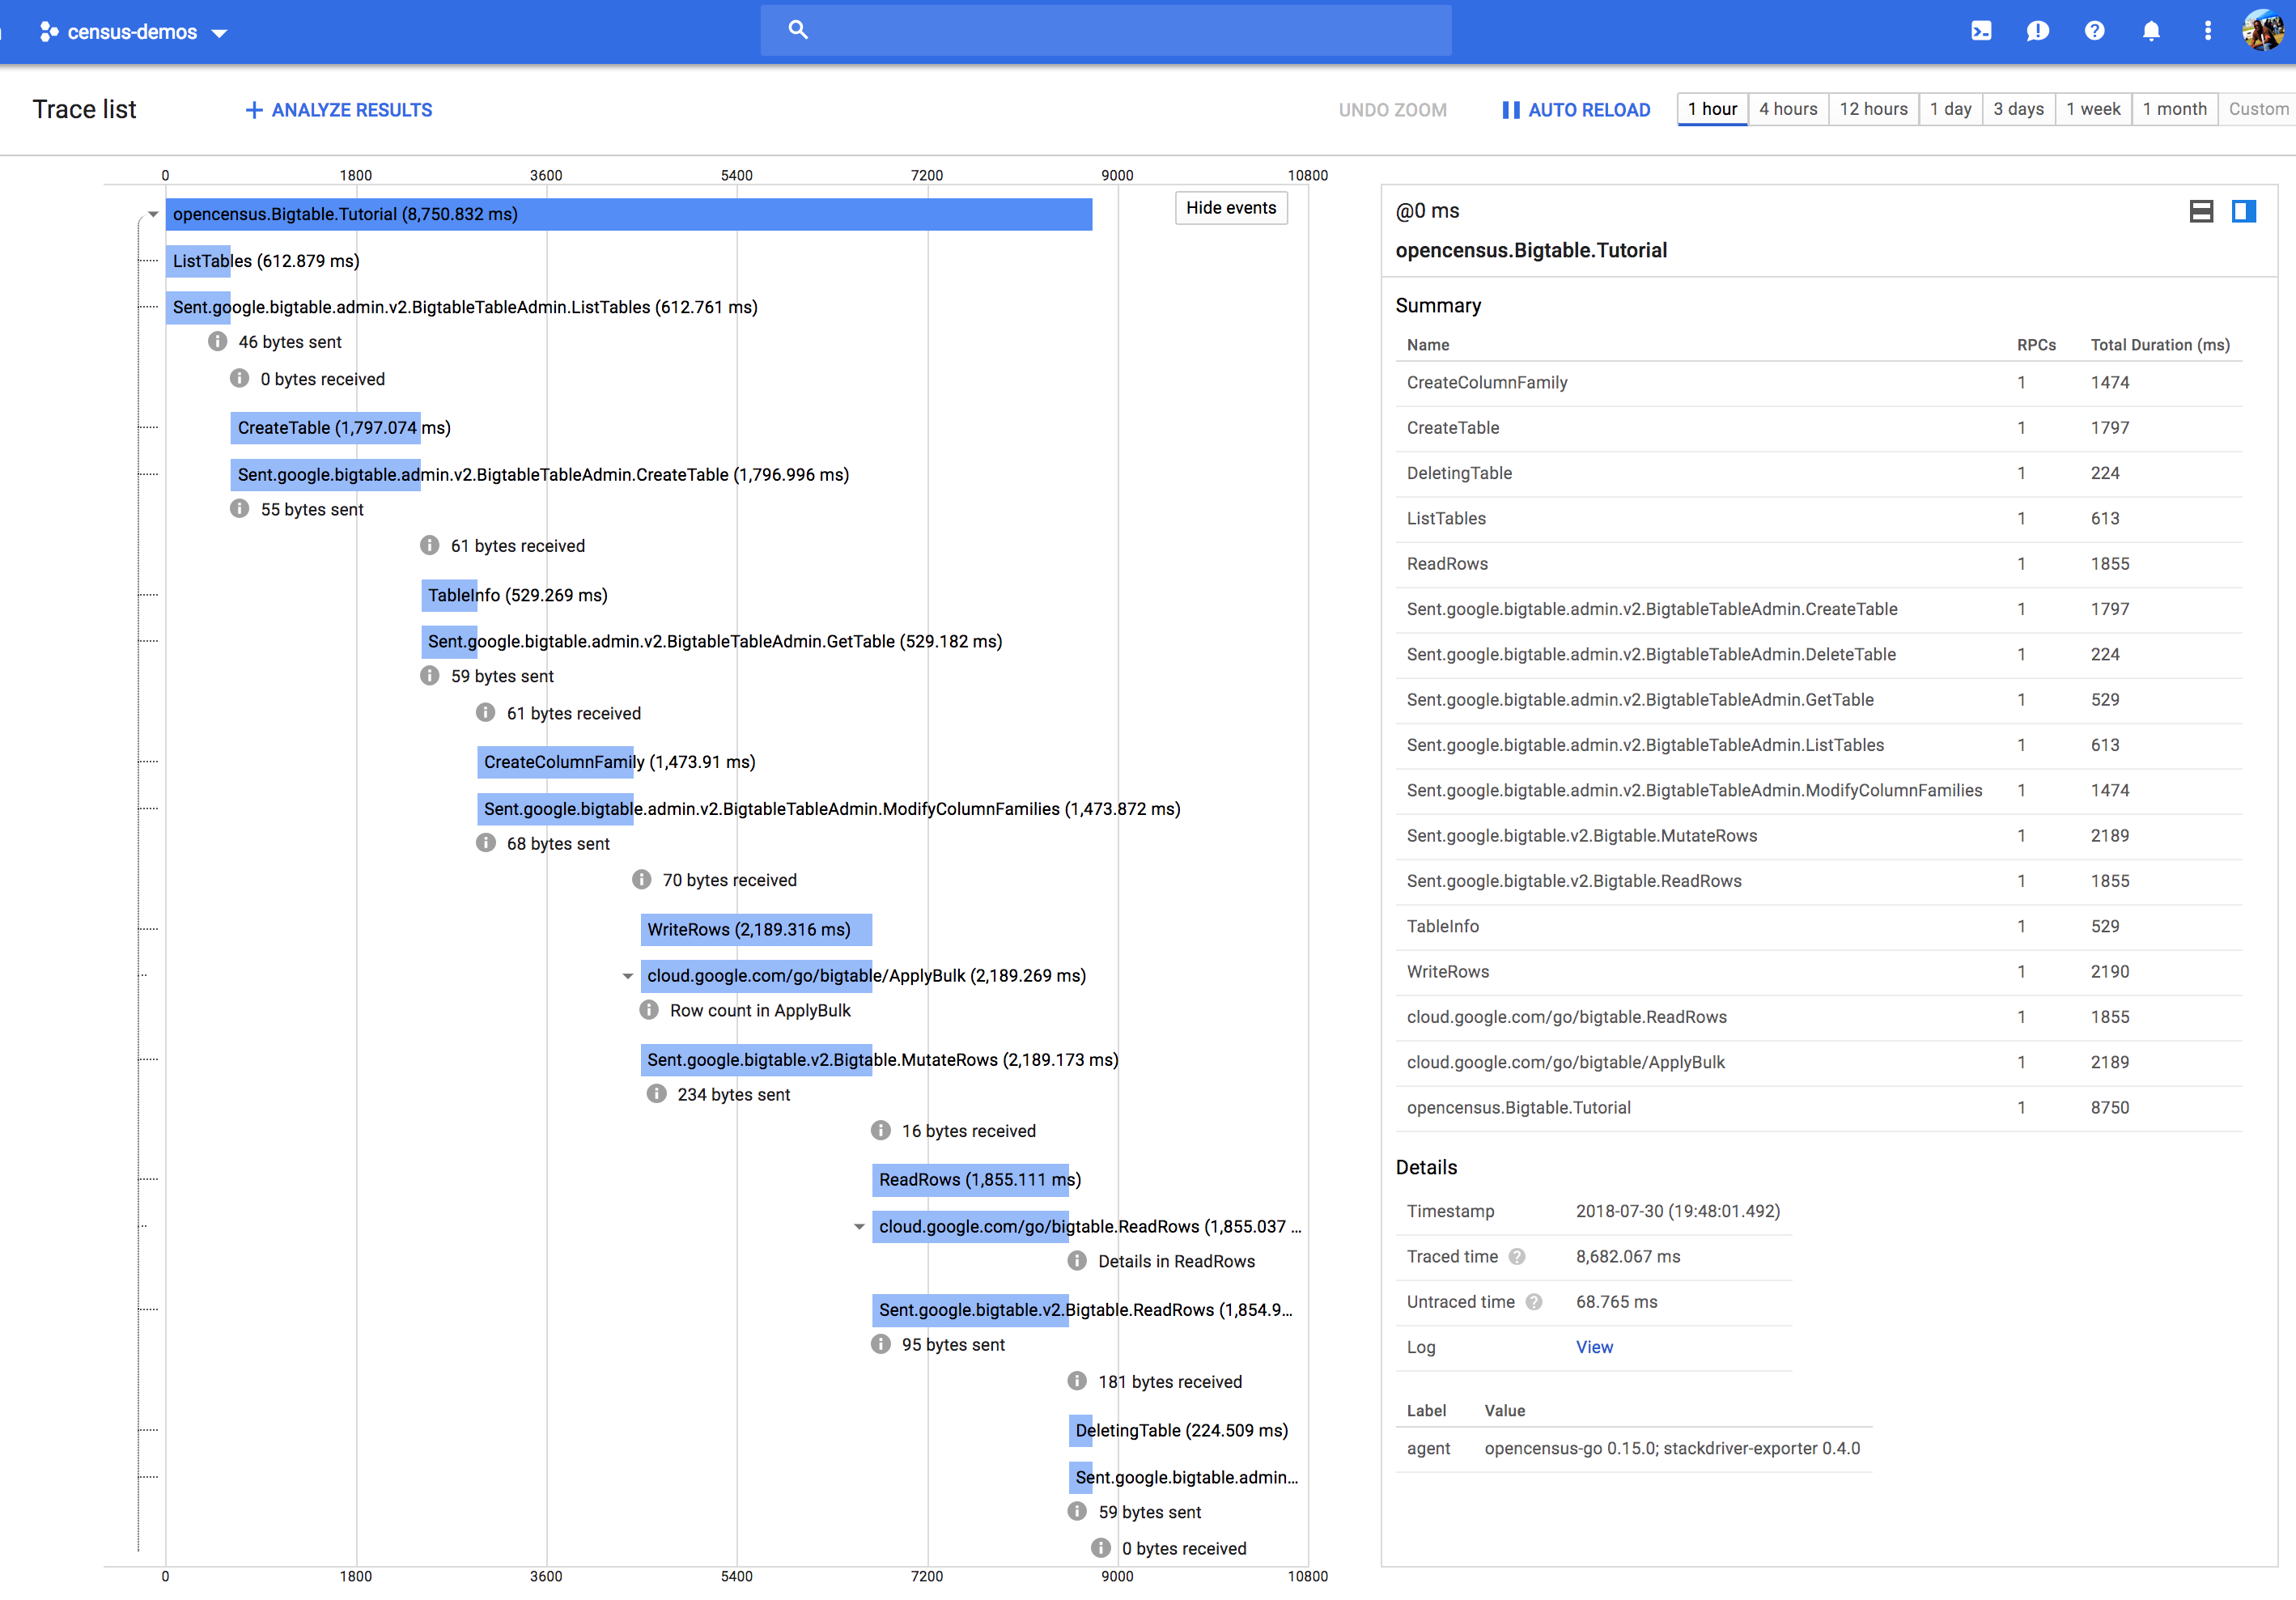 census-demos
Trace list
ANALYZE RESULTS
UNDO ZOOM
AUTO RELOAD
1 hour
4 hours
12 hours
1 day
3 days
1 week
1 month
Custom
0 1800 3600 5400 7200 9000 10800
Hide events
opencensus.Bigtable.Tutorial (8,750.832 ms)
ListTables (612.879 ms)
Sent.google.bigtable.admin.v2.BigtableTableAdmin.ListTables (612.761 ms)
46 bytes sent
0 bytes received
CreateTable (1,797.074 ms)
Sent.google.bigtable.admin.v2.BigtableTableAdmin.CreateTable (1,796.996 ms)
55 bytes sent
61 bytes received
TableInfo (529.269 ms)
Sent.google.bigtable.admin.v2.BigtableTableAdmin.GetTable (529.182 ms)
59 bytes sent
61 bytes received
CreateColumnFamily (1,473.91 ms)
Sent.google.bigtable.admin.v2.BigtableTableAdmin.ModifyColumnFamilies (1,473.872 ms)
68 bytes sent
70 bytes received
WriteRows (2,189.316 ms)
cloud.google.com/go/bigtable/ApplyBulk (2,189.269 ms)
Row count in ApplyBulk
Sent.google.bigtable.v2.Bigtable.MutateRows (2,189.173 ms)
234 bytes sent
16 bytes received
ReadRows (1,855.111 ms)
cloud.google.com/go/bigtable.ReadRows (1,855.037 ...
Details in ReadRows
Sent.google.bigtable.v2.Bigtable.ReadRows (1,854.9...
95 bytes sent
181 bytes received
DeletingTable (224.509 ms)
Sent.google.bigtable.admin...
59 bytes sent
0 bytes received
0 1800 3600 5400 7200 9000 10800
@0 ms
opencensus.Bigtable.Tutorial
Summary
Name RPCs Total Duration (ms)
CreateColumnFamily 1 1474
CreateTable 1 1797
DeletingTable 1 224
ListTables 1 613
ReadRows 1 1855
Sent.google.bigtable.admin.v2.BigtableTableAdmin.CreateTable 1 1797
Sent.google.bigtable.admin.v2.BigtableTableAdmin.DeleteTable 1 224
Sent.google.bigtable.admin.v2.BigtableTableAdmin.GetTable 1 529
Sent.google.bigtable.admin.v2.BigtableTableAdmin.ListTables 1 613
Sent.google.bigtable.admin.v2.BigtableTableAdmin.ModifyColumnFamilies 1 1474
Sent.google.bigtable.v2.Bigtable.MutateRows 1 2189
Sent.google.bigtable.v2.Bigtable.ReadRows 1 1855
TableInfo 1 529
WriteRows 1 2190
cloud.google.com/go/bigtable.ReadRows 1 1855
cloud.google.com/go/bigtable/ApplyBulk 1 2189
opencensus.Bigtable.Tutorial 1 8750
Details
Timestamp 2018-07-30 (19:48:01.492)
Traced time 8,682.067 ms
Untraced time 68.765 ms
Log View
Label Value
agent opencensus-go 0.15.0; stackdriver-exporter 0.4.0